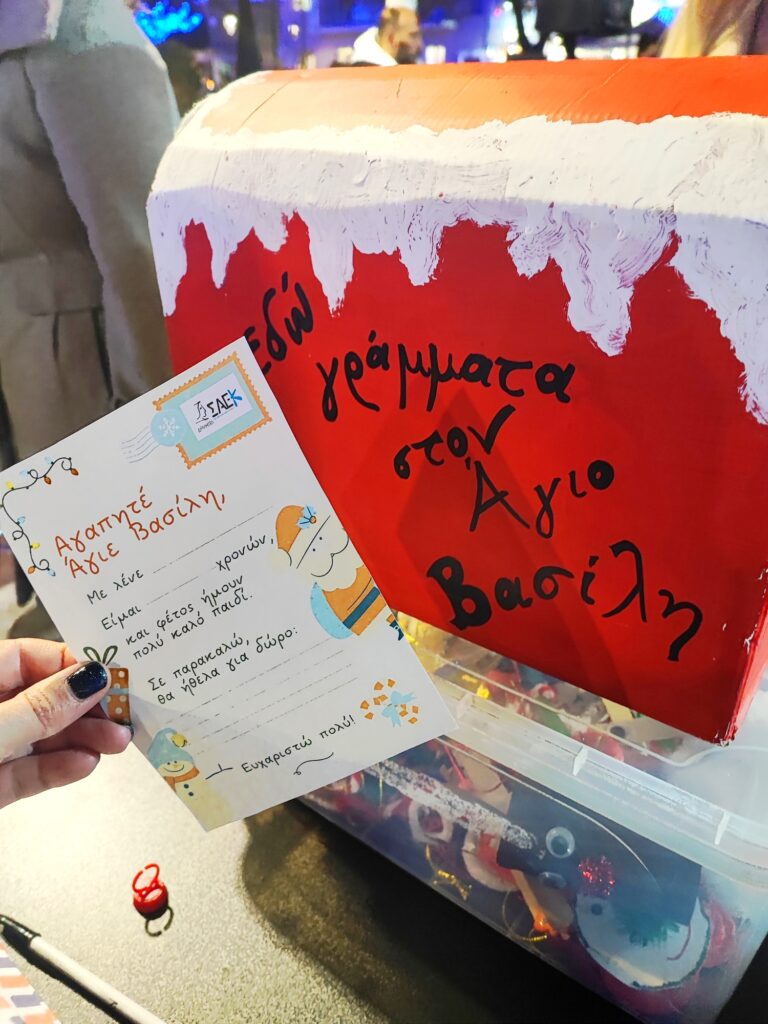 εδώ
γράμματα
στον
Άγιο
Βασίλη
ΣΑΕΚ
Αγαπητέ
Άγιε Βασίλη,
Με λένε
Είμαι χρονών,
και φέτος ήμουν
πολύ καλό παιδί.
Σε παρακαλώ,
θα ήθελα για δώρο:
Ευχαριστώ πολύ!